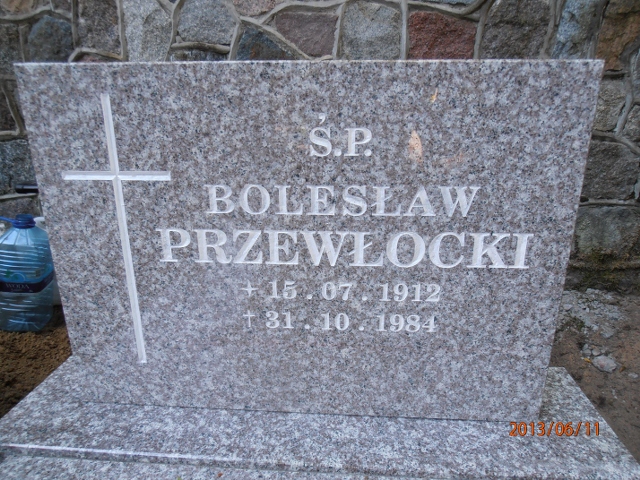 Ś.P.
BOLESŁAW
PRZEWŁOCKI
+ 15.07.1912
† 31.10.1984
2013/06/11